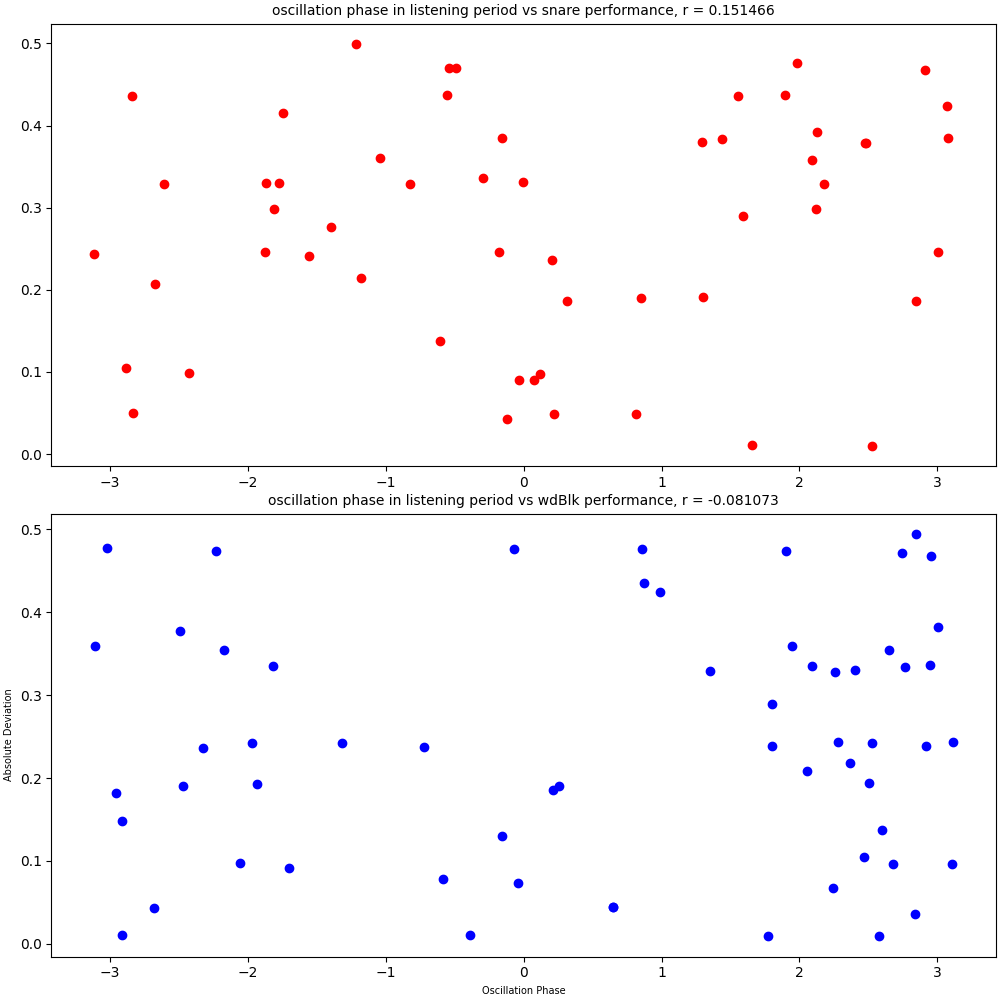 oscillation phase in listening period vs snare performance, r = 0.151466
0.5
0.4
0.3
0.2
0.1
0.0
−3 −2 −1 0 1 2 3
oscillation phase in listening period vs wdBlk performance, r = -0.081073
0.5
0.4
0.3
0.2
0.1
0.0
Absolute Deviation
−3 −2 −1 0 1 2 3
Oscillation Phase